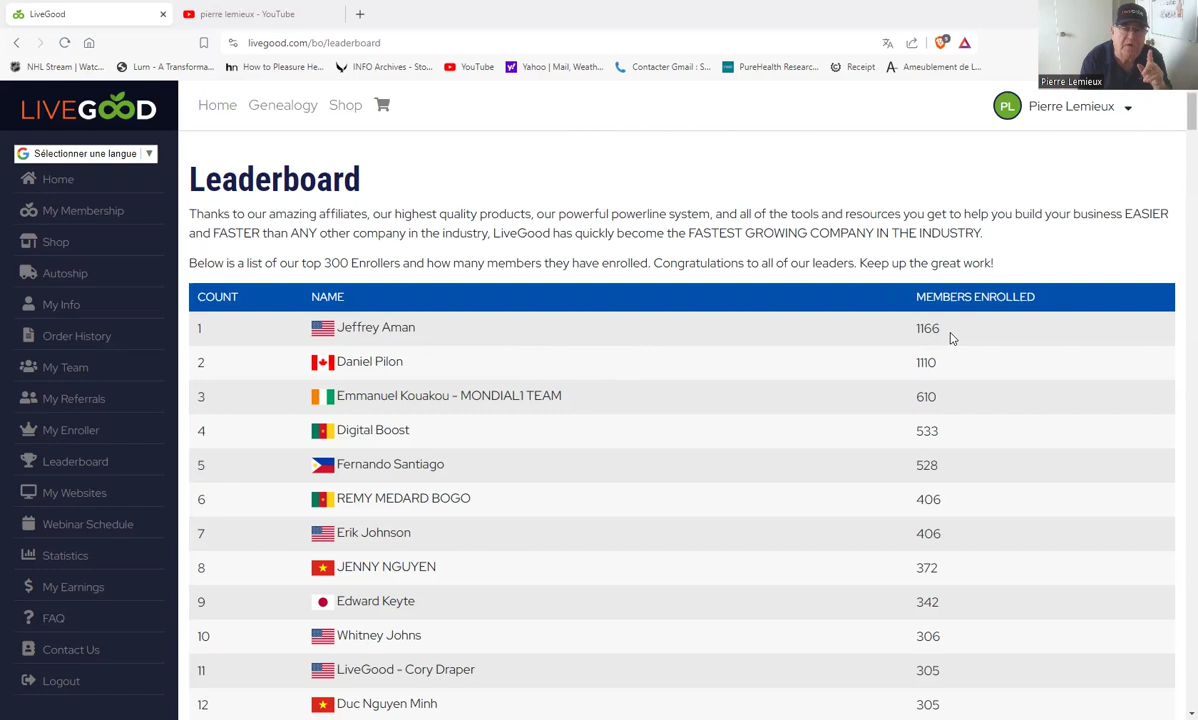 LiveGood
pierre lemieux - YouTube
livegood.com/bo/leaderboard
NHL Stream | Watc...
Lurn - A Transforma...
hn How to Pleasure He...
INFO Archives - Sto...
YouTube
Yahoo | Mail, Weath...
Contacter Gmail : S...
PureHealth Researc...
Receipt
Ameublement de L...
Pierre Lemieux
LIVEGOOD
Home
Genealogy
Shop
PL
Pierre Lemieux
Sélectionner une langue
Home
My Membership
Shop
Autoship
My Info
Order History
My Team
My Referrals
My Enroller
Leaderboard
My Websites
Webinar Schedule
Statistics
My Earnings
FAQ
Contact Us
Logout
Leaderboard
Thanks to our amazing affiliates, our highest quality products, our powerful powerline system, and all of the tools and resources you get to help you build your business EASIER
and FASTER than ANY other company in the industry, LiveGood has quickly become the FASTEST GROWING COMPANY IN THE INDUSTRY.
Below is a list of our top 300 Enrollers and how many members they have enrolled. Congratulations to all of our leaders. Keep up the great work!
COUNT NAME MEMBERS ENROLLED
1 Jeffrey Aman 1166
2 Daniel Pilon 1110
3 Emmanuel Kouakou - MONDIAL1 TEAM 610
4 Digital Boost 533
5 Fernando Santiago 528
6 REMY MEDARD BOGO 406
7 Erik Johnson 406
8 JENNY NGUYEN 372
9 Edward Keyte 342
10 Whitney Johns 306
11 LiveGood - Cory Draper 305
12 Duc Nguyen Minh 305